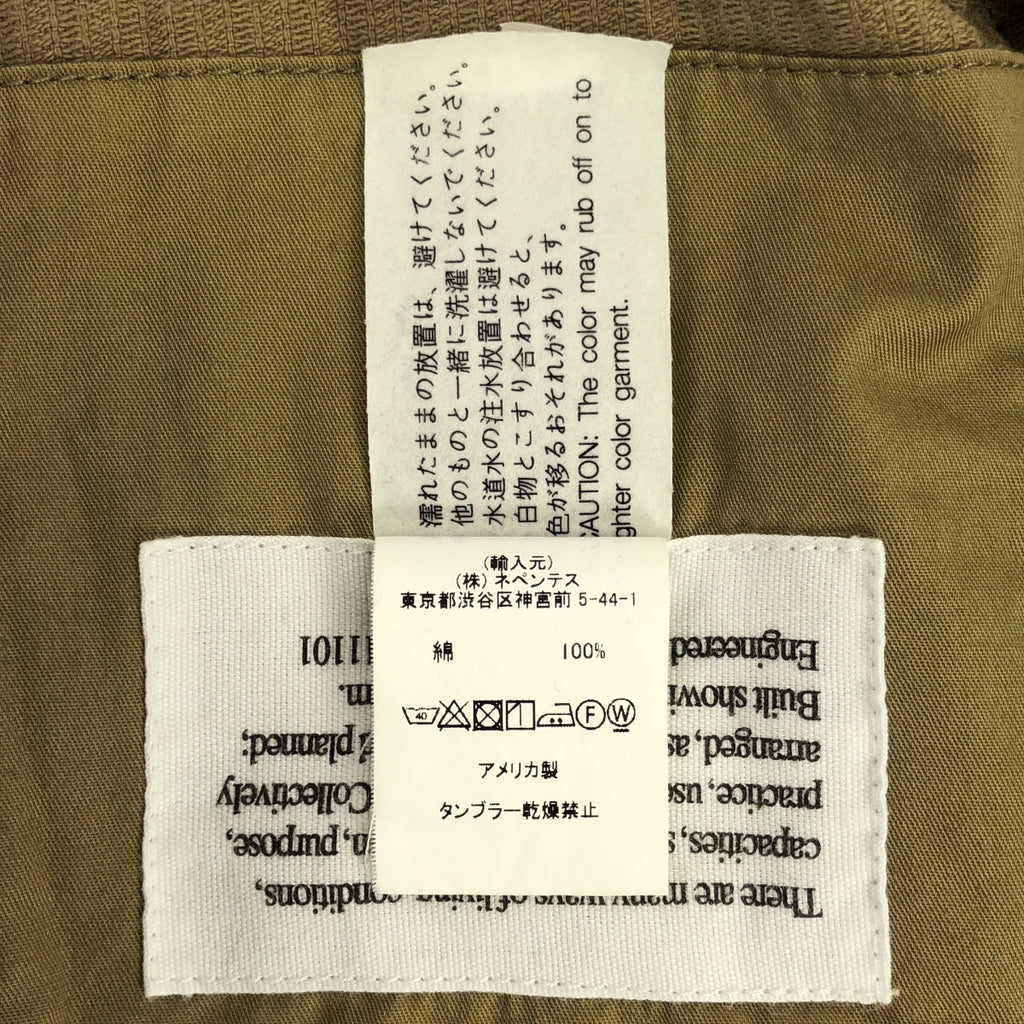 濡れたままの放置は、避けてください。
他のものと一緒に洗濯しないでください。
水道水の注水放置は避けてください。
白物とこすり合わせると、
色が移るおそれがあります。
CAUTION: The color may rub off on to
ghter color garment.
(輸入元)
(株) ネペンテス
東京都渋谷区神宮前 5-44-1
綿 100%
40 F W
アメリカ製
タンブラー乾燥禁止
There are many ways of living, conditions,
capacities, purpose,
practice, Collectively
arranged, as planned;
Built
Engineered 11101